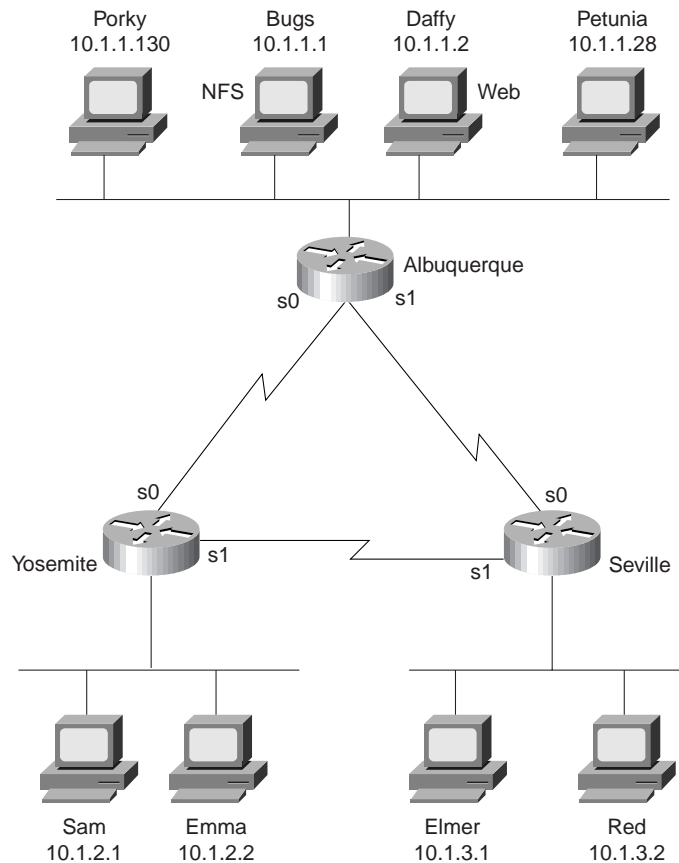 Porky
10.1.1.130
Bugs
10.1.1.1
Daffy
10.1.1.2
Petunia
10.1.1.28
NFS
Web
Albuquerque
s0
s1
s0
s0
Yosemite
s1
s1
Seville
Sam
10.1.2.1
Emma
10.1.2.2
Elmer
10.1.3.1
Red
10.1.3.2